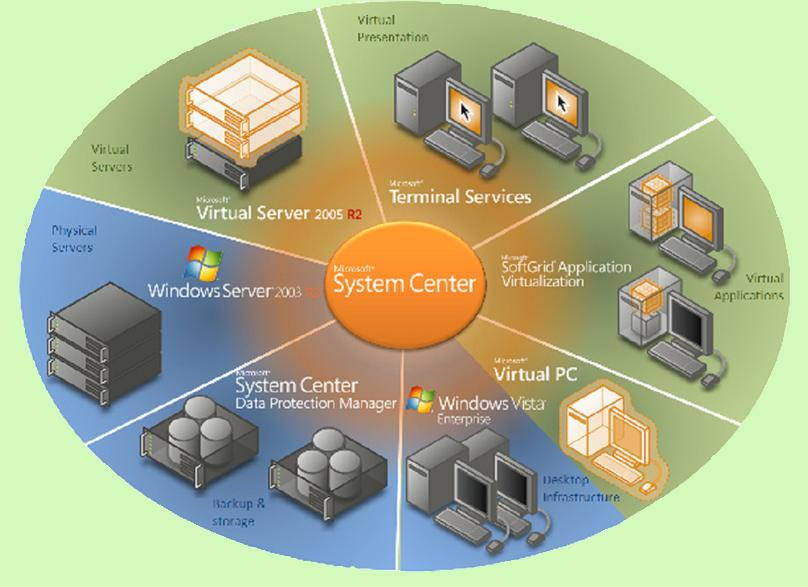 Virtual
Presentation
Virtual
Servers
Microsoft®
Virtual Server 2005 R2
Microsoft®
Terminal Services
Physical
Servers
Windows Server 2003 R2
Microsoft®
System Center
Microsoft®
SoftGrid® Application
Virtualization
Virtual
Applications
Microsoft®
System Center
Data Protection Manager
Microsoft®
Virtual PC
Windows Vista
Enterprise
Backup &
storage
Desktop
Infrastructure